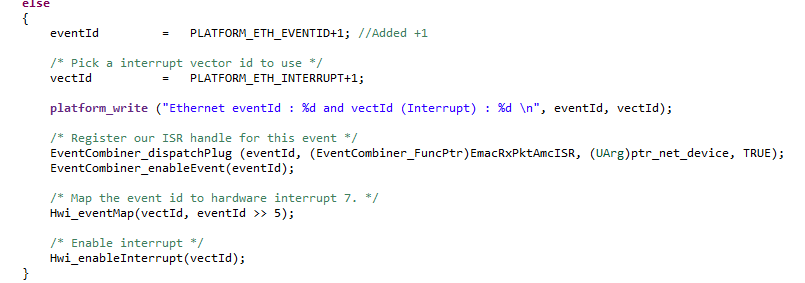 else
{
eventId = PLATFORM_ETH_EVENTID+1; //Added +1
/* Pick a interrupt vector id to use */
vectId = PLATFORM_ETH_INTERRUPT+1;
platform_write ("Ethernet eventId : %d and vectId (Interrupt) : %d \n", eventId, vectId);
/* Register our ISR handle for this event */
EventCombiner_dispatchPlug (eventId, (EventCombiner_FuncPtr)EmacRxPktAmcISR, (UArg)ptr_net_device, TRUE);
EventCombiner_enableEvent(eventId);
/* Map the event id to hardware interrupt 7. */
Hwi_eventMap(vectId, eventId >> 5);
/* Enable interrupt */
Hwi_enableInterrupt(vectId);
}